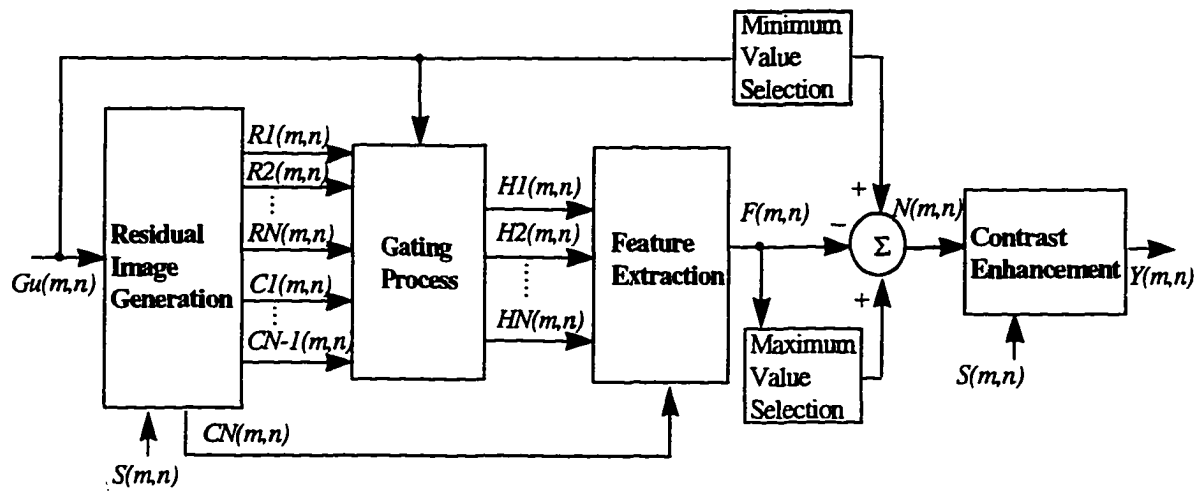 Minimum
Value
Selection
R1(m,n)
R2(m,n)
RN(m,n)
C1(m,n)
CN-1(m,n)
Residual
Image
Generation
Gu(m,n)
S(m,n)
CN(m,n)
Gating
Process
H1(m,n)
H2(m,n)
HN(m,n)
Feature
Extraction
F(m,n)
+
−
Σ
+
N(m,n)
Maximum
Value
Selection
Contrast
Enhancement
Y(m,n)
S(m,n)